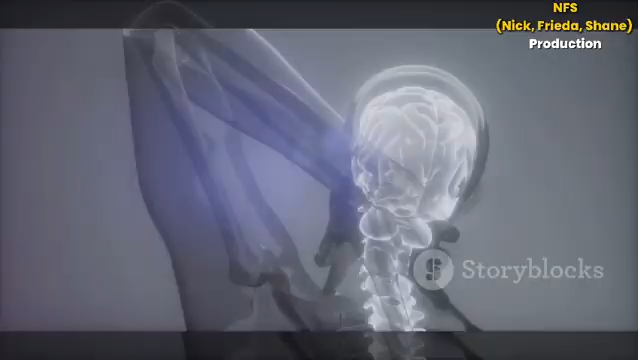 NFS
(Nick, Frieda, Shane)
Production
Storyblocks